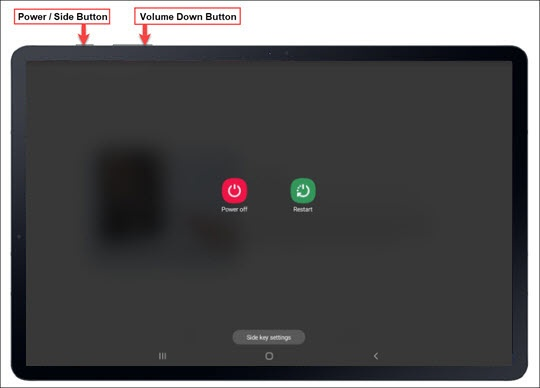 Power / Side Button
Volume Down Button
Power off
Restart
Side key settings